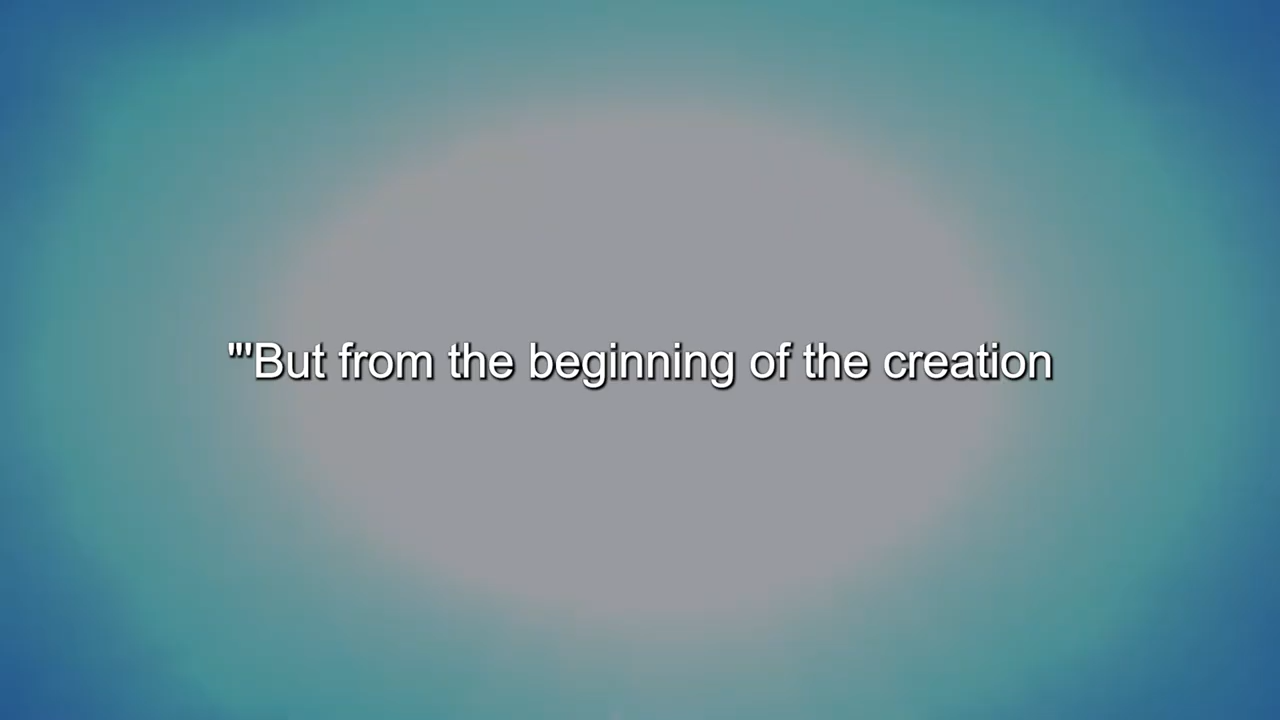 "'But from the beginning of the creation